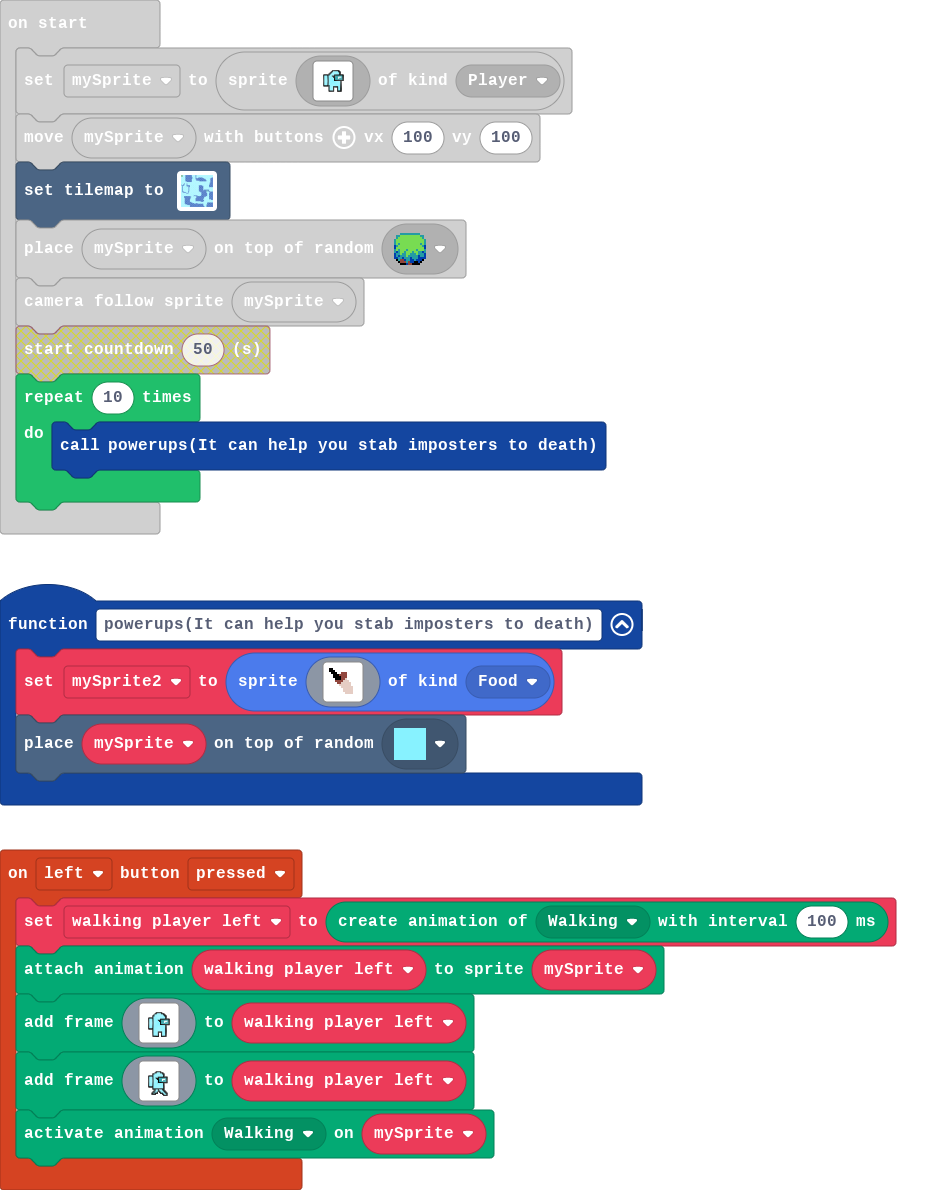 on start
set mySprite to sprite of kind Player
move mySprite with buttons vx 100 vy 100
set tilemap to
place mySprite on top of random
camera follow sprite mySprite
start countdown 50 (s)
repeat 10 times
do
call powerups(It can help you stab imposters to death)
function powerups(It can help you stab imposters to death)
set mySprite2 to sprite of kind Food
place mySprite on top of random
on left button pressed
set walking player left to create animation of Walking with interval 100 ms
attach animation walking player left to sprite mySprite
add frame to walking player left
add frame to walking player left
activate animation Walking on mySprite